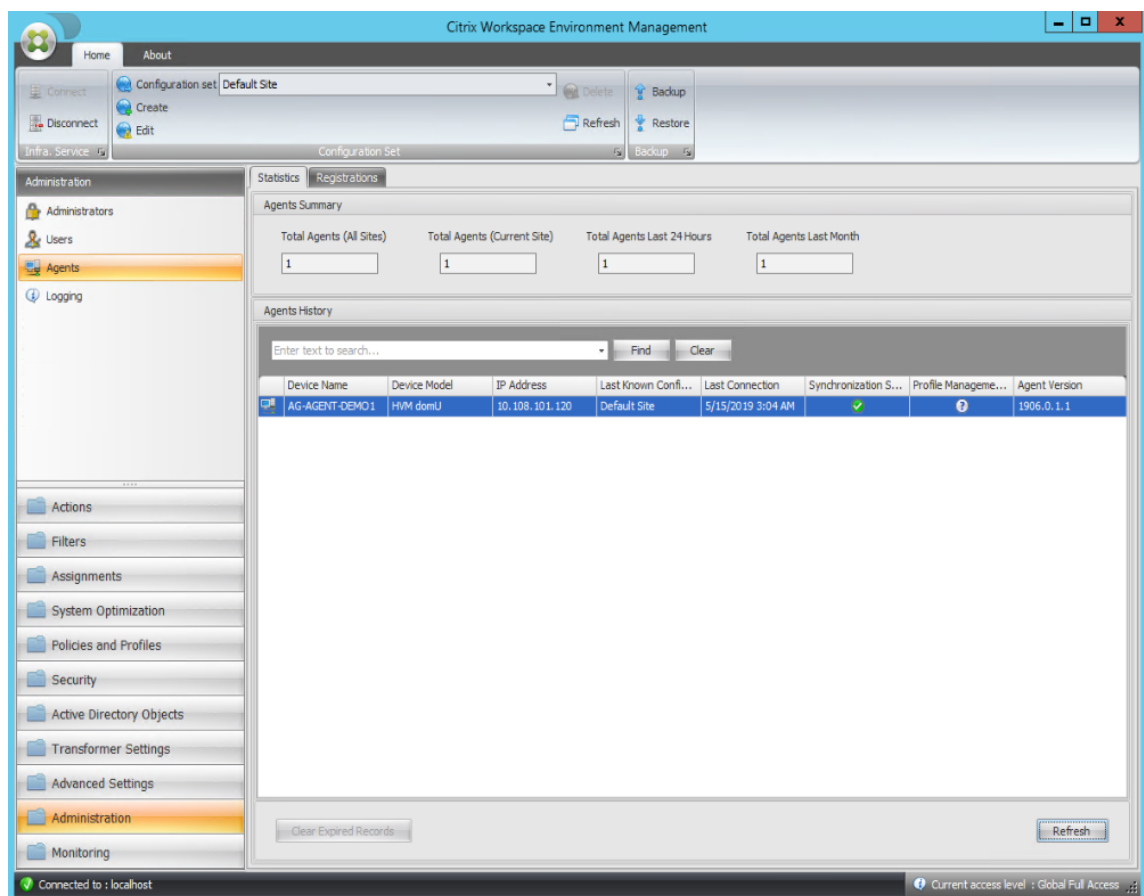 Citrix Workspace Environment Management
Home About
Connect
Disconnect
Infra. Service
Configuration set Default Site
Create
Edit
Delete
Refresh
Configuration Set
Backup
Restore
Backup
Administration
Administrators
Users
Agents
Logging
Actions
Filters
Assignments
System Optimization
Policies and Profiles
Security
Active Directory Objects
Transformer Settings
Advanced Settings
Administration
Monitoring
Statistics Registrations
Agents Summary
Total Agents (All Sites) Total Agents (Current Site) Total Agents Last 24 Hours Total Agents Last Month
1 1 1 1
Agents History
Enter text to search... Find Clear
Device Name Device Model IP Address Last Known Confi... Last Connection Synchronization S... Profile Manageme... Agent Version
AG-AGENT-DEMO1 HVM domU 10.108.101.120 Default Site 5/15/2019 3:04 AM 1906.0.1.1
Clear Expired Records Refresh
Connected to : localhost Current access level : Global Full Access